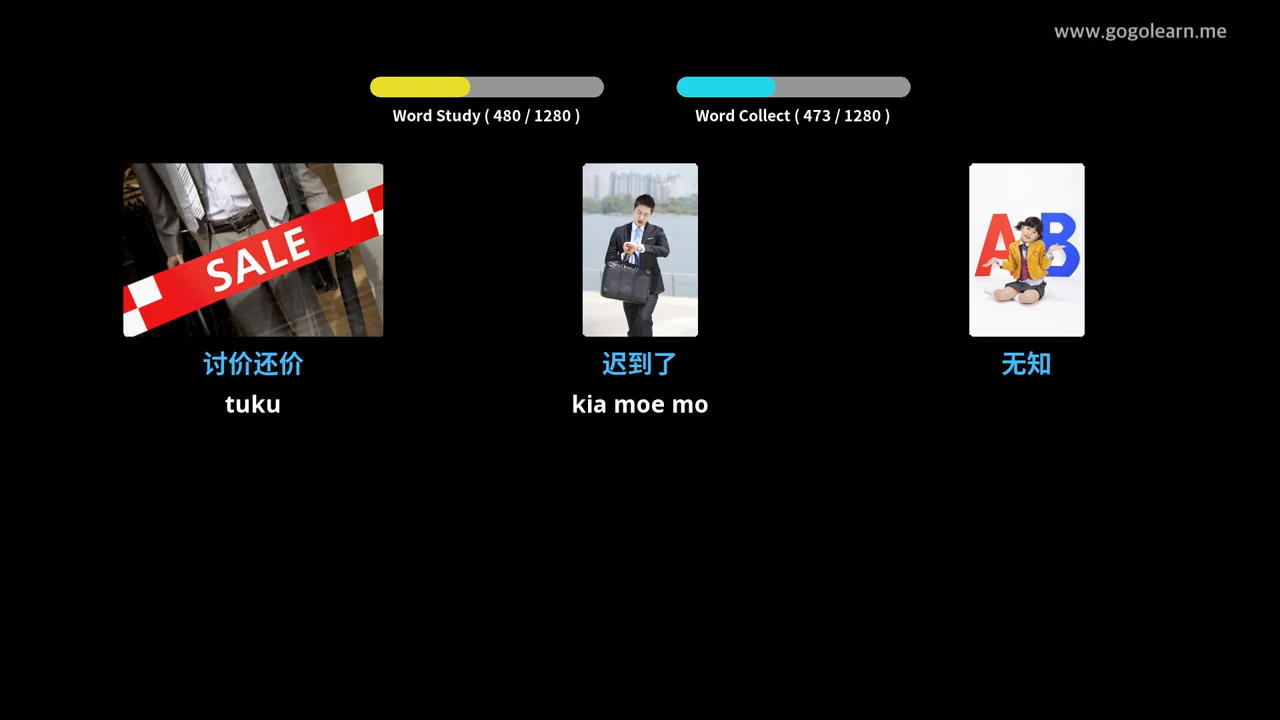 www.gogolearn.me
Word Study ( 480 / 1280 )
Word Collect ( 473 / 1280 )
SALE
A B
讨价还价
迟到了
无知
tuku
kia moe mo